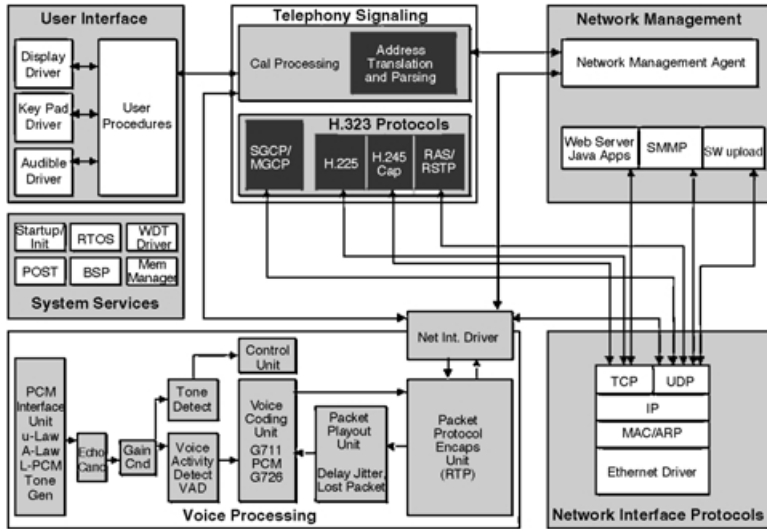 User Interface
Display
Driver
Key Pad
Driver
Audible
Driver
User
Procedures
Telephony Signaling
Cal Processing
Address
Translation
and Parsing
H.323 Protocols
SGCP/
MGCP
H.225
H.245
Cap
RAS/
RSTP
Network Management
Network Management Agent
Web Server
Java Apps
SMMP
SW upload
Startup/
Init
RTOS
WDT
Driver
POST
BSP
Mem
Manager
System Services
Net Int. Driver
PCM
Interface
Unit
u-Law
A-Law
L-PCM
Tone
Gen
Echo
Canc
Gain
Cnd
Tone
Detect
Control
Unit
Voice
Activity
Detect
VAD
Voice
Coding
Unit
G711
PCM
G726
Packet
Playout
Unit
Delay Jitter,
Lost Packet
Packet
Protocol
Encaps
Unit
(RTP)
Voice Processing
TCP
UDP
IP
MAC/ARP
Ethernet Driver
Network Interface Protocols